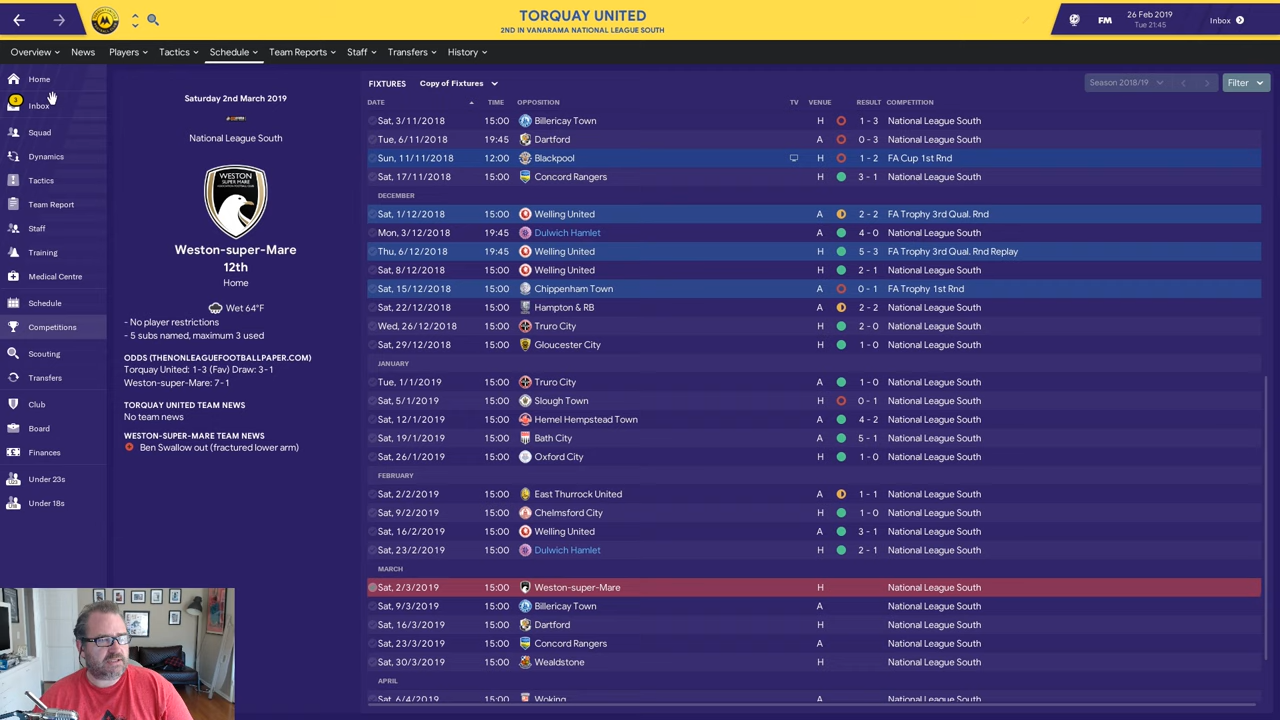 TORQUAY UNITED
2ND IN VANARAMA NATIONAL LEAGUE SOUTH
FM
26 Feb 2019
Tue 21:45
Inbox
Overview
News
Players
Tactics
Schedule
Team Reports
Staff
Transfers
History
Home
3
Inbox
Squad
Dynamics
Tactics
Team Report
Staff
Training
Medical Centre
Schedule
Competitions
Scouting
Transfers
Club
Board
Finances
Under 23s
Under 18s
Saturday 2nd March 2019
National League South
WESTON
SUPER MARE
Weston-super-Mare
12th
Home
Wet 64°F
- No player restrictions
- 5 subs named, maximum 3 used
ODDS (THENONLEAGUEFOOTBALLPAPER.COM)
Torquay United: 1-3 (Fav) Draw: 3-1
Weston-super-Mare: 7-1
TORQUAY UNITED TEAM NEWS
No team news
WESTON-SUPER-MARE TEAM NEWS
Ben Swallow out (fractured lower arm)
FIXTURES Copy of Fixtures
Season 2018/19
Filter
DATE TIME OPPOSITION TV VENUE RESULT COMPETITION
Sat, 3/11/2018 15:00 Billericay Town H 1 - 3 National League South
Tue, 6/11/2018 19:45 Dartford A 0 - 3 National League South
Sun, 11/11/2018 12:00 Blackpool H 1 - 2 FA Cup 1st Rnd
Sat, 17/11/2018 15:00 Concord Rangers H 3 - 1 National League South
DECEMBER
Sat, 1/12/2018 15:00 Welling United A 2 - 2 FA Trophy 3rd Qual. Rnd
Mon, 3/12/2018 19:45 Dulwich Hamlet A 4 - 0 National League South
Thu, 6/12/2018 19:45 Welling United H 5 - 3 FA Trophy 3rd Qual. Rnd Replay
Sat, 8/12/2018 15:00 Welling United H 2 - 1 National League South
Sat, 15/12/2018 15:00 Chippenham Town A 0 - 1 FA Trophy 1st Rnd
Sat, 22/12/2018 15:00 Hampton & RB A 2 - 2 National League South
Wed, 26/12/2018 15:00 Truro City H 2 - 0 National League South
Sat, 29/12/2018 15:00 Gloucester City H 1 - 0 National League South
JANUARY
Tue, 1/1/2019 15:00 Truro City A 1 - 0 National League South
Sat, 5/1/2019 15:00 Slough Town H 0 - 1 National League South
Sat, 12/1/2019 15:00 Hemel Hempstead Town A 4 - 2 National League South
Sat, 19/1/2019 15:00 Bath City A 5 - 1 National League South
Sat, 26/1/2019 15:00 Oxford City H 1 - 0 National League South
FEBRUARY
Sat, 2/2/2019 15:00 East Thurrock United A 1 - 1 National League South
Sat, 9/2/2019 15:00 Chelmsford City H 1 - 0 National League South
Sat, 16/2/2019 15:00 Welling United A 3 - 1 National League South
Sat, 23/2/2019 15:00 Dulwich Hamlet H 2 - 1 National League South
MARCH
Sat, 2/3/2019 15:00 Weston-super-Mare H National League South
Sat, 9/3/2019 15:00 Billericay Town A National League South
Sat, 16/3/2019 15:00 Dartford H National League South
Sat, 23/3/2019 15:00 Concord Rangers A National League South
Sat, 30/3/2019 15:00 Wealdstone H National League South
APRIL
Sat, 6/4/2019 15:00 Woking A National League South